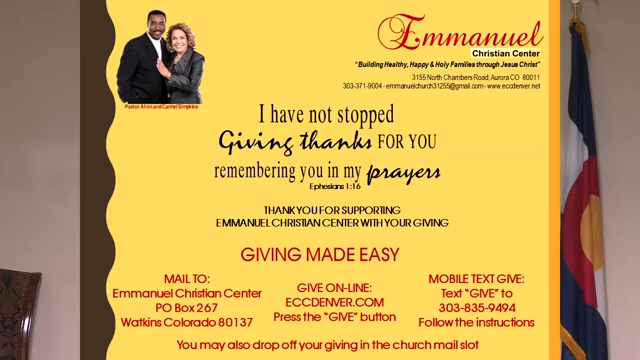 Emmanuel
Christian Center
"Building Healthy, Happy & Holy Families through Jesus Christ"
3155 North Chambers Road, Aurora CO 80011
303-371-9004 - emmanuelchurch31255@gmail.com - www.eccdenver.net
Pastor Alvin and Carmel Simpkins
I have not stopped
Giving thanks FOR YOU
remembering you in my prayers
Ephesians 1:16
THANK YOU FOR SUPPORTING
EMMANUEL CHRISTIAN CENTER WITH YOUR GIVING
GIVING MADE EASY
MAIL TO:
Emmanuel Christian Center
PO Box 267
Watkins Colorado 80137
GIVE ON-LINE:
ECCDENVER.COM
Press the "GIVE" button
MOBILE TEXT GIVE:
Text "GIVE" to
303-835-9494
Follow the instructions
You may also drop off your giving in the church mail slot